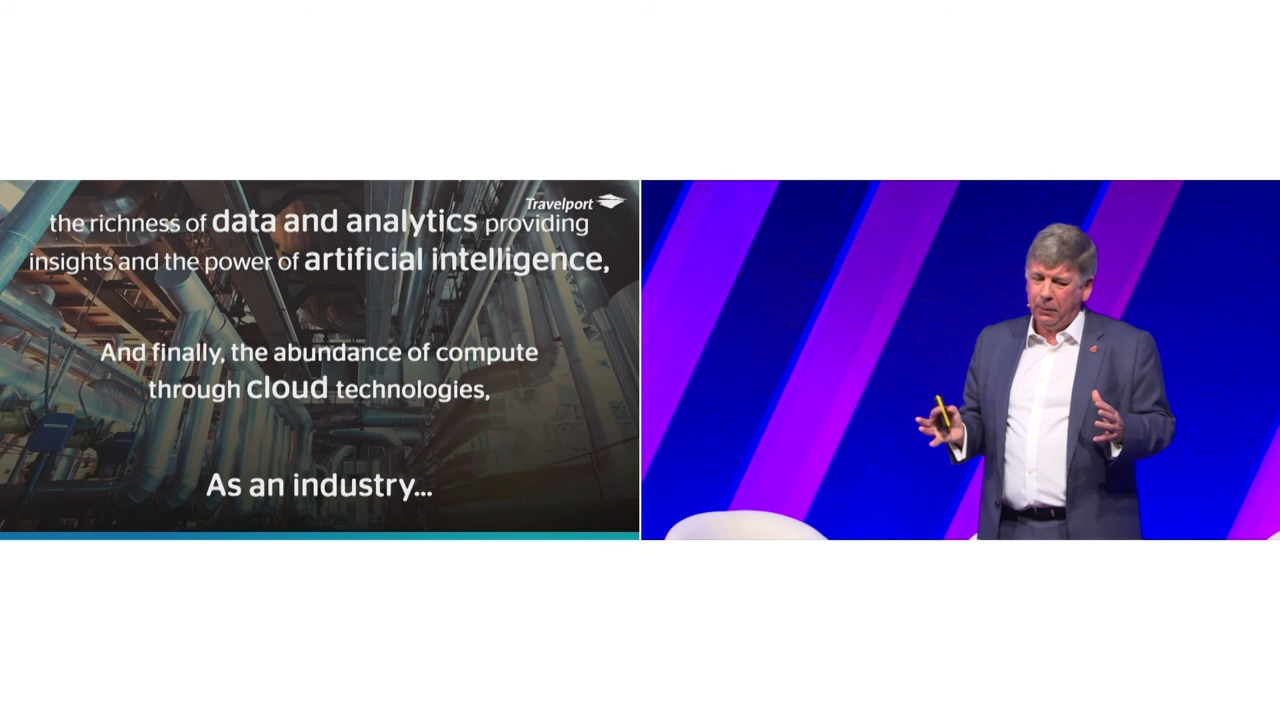 Travelport
the richness of data and analytics providing
insights and the power of artificial intelligence,
And finally, the abundance of compute
through cloud technologies,
As an industry...